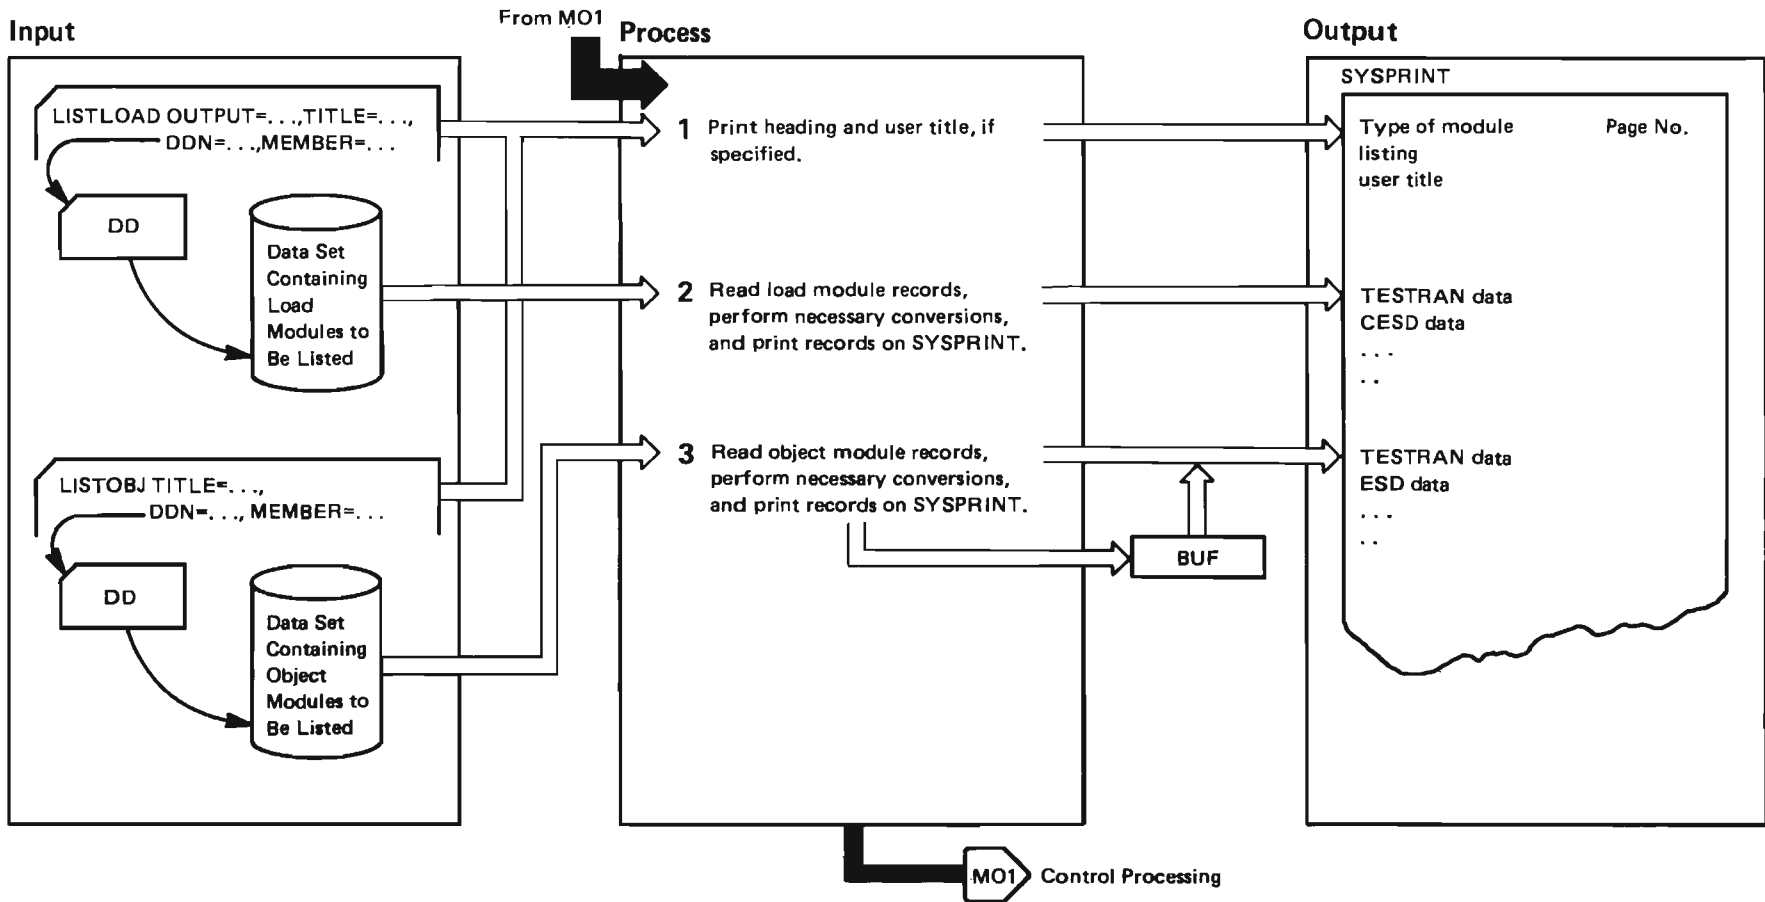 From MO1
Input
Process
Output
LISTLOAD OUTPUT=. . .,TITLE=. . .,
DDN=. . .,MEMBER=. . .
DD
Data Set
Containing
Load
Modules to
Be Listed
LISTOBJ TITLE=. . .,
DDN=. . ., MEMBER=. . .
DD
Data Set
Containing
Object
Modules to
Be Listed
1 Print heading and user title, if
specified.
2 Read load module records,
perform necessary conversions,
and print records on SYSPRINT.
3 Read object module records,
perform necessary conversions,
and print records on SYSPRINT.
BUF
SYSPRINT
Type of module Page No.
listing
user title
TESTRAN data
CESD data
. . .
. .
TESTRAN data
ESD data
. . .
. .
MO1 Control Processing